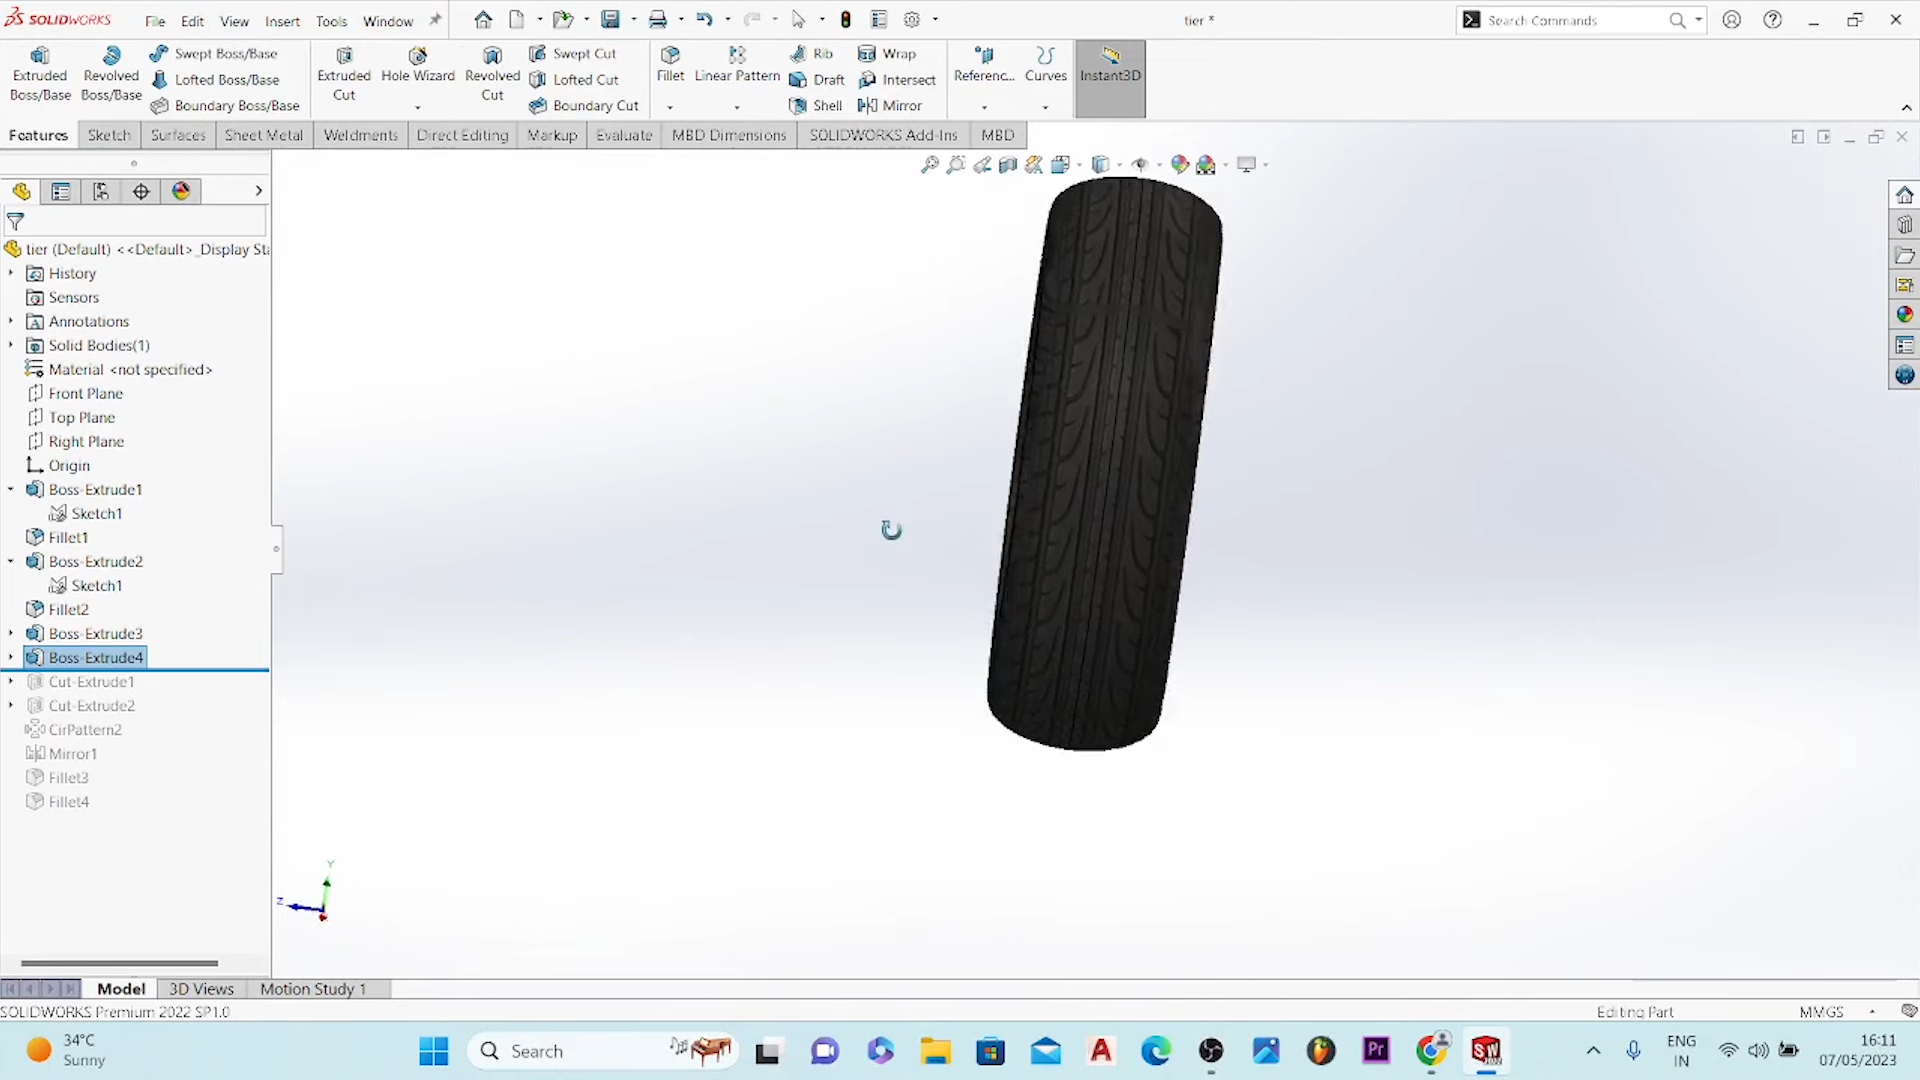 SOLIDWORKS File Edit View Insert Tools Window tier * Search Commands
Extruded Boss/Base
Revolved Boss/Base
Swept Boss/Base
Lofted Boss/Base
Boundary Boss/Base
Extruded Cut
Hole Wizard
Revolved Cut
Swept Cut
Lofted Cut
Boundary Cut
Fillet
Linear Pattern
Rib
Draft
Shell
Wrap
Intersect
Mirror
Referenc...
Curves
Instant3D
Features Sketch Surfaces Sheet Metal Weldments Direct Editing Markup Evaluate MBD Dimensions SOLIDWORKS Add-Ins MBD
tier (Default) <<Default>_Display Sta
History
Sensors
Annotations
Solid Bodies(1)
Material <not specified>
Front Plane
Top Plane
Right Plane
Origin
Boss-Extrude1
Sketch1
Fillet1
Boss-Extrude2
Sketch1
Fillet2
Boss-Extrude3
Boss-Extrude4
Cut-Extrude1
Cut-Extrude2
CirPattern2
Mirror1
Fillet3
Fillet4
Y
Z
Model 3D Views Motion Study 1
SOLIDWORKS Premium 2022 SP1.0 Editing Part MMGS
34°C
Sunny
Search
Pr
SW
ENG
IN
16:11
07/05/2023